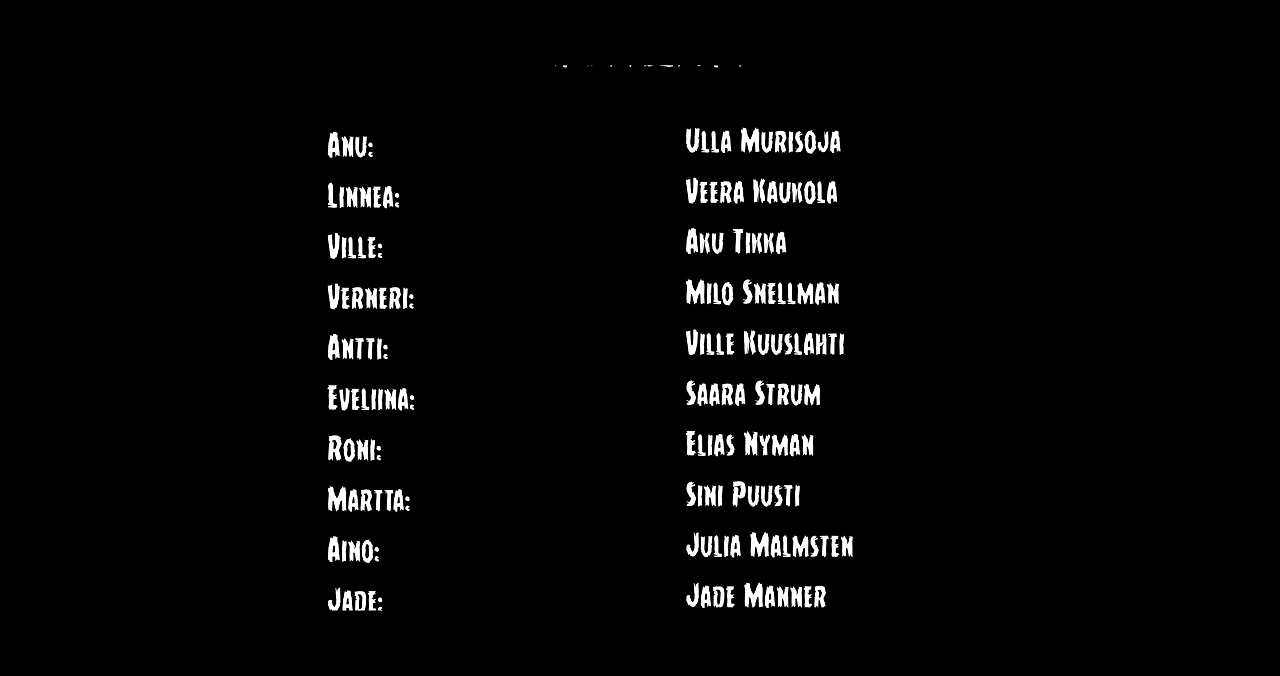 Anu: Ulla Murisoja
Linnea: Veera Kaukola
Ville: Aku Tikka
Verneri: Milo Snellman
Antti: Ville Kuuslahti
Eveliina: Saara Strum
Roni: Elias Nyman
Martta: Sini Puusti
Aino: Julia Malmsten
Jade: Jade Manner